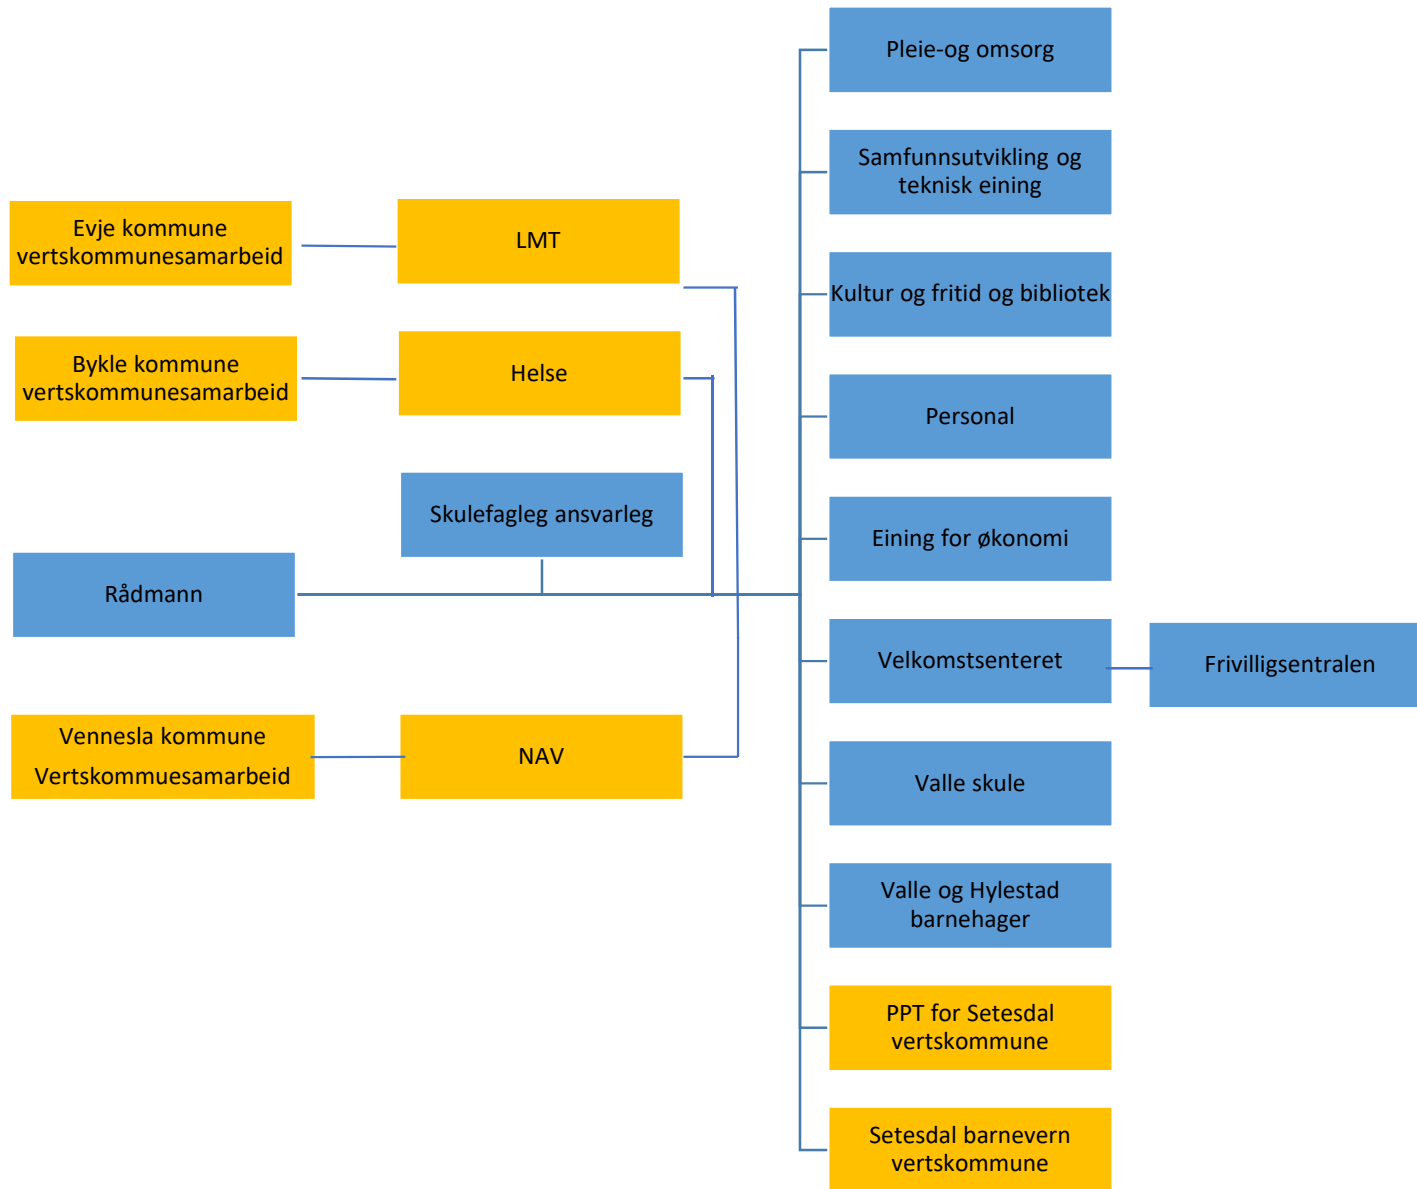 Pleie-og omsorg
Samfunnsutvikling og
teknisk eining
Evje kommune
vertskommunesamarbeid
LMT
Kultur og fritid og bibliotek
Bykle kommune
vertskommunesamarbeid
Helse
Personal
Skulefagleg ansvarleg
Eining for økonomi
Rådmann
Velkomstsenteret
Frivilligsentralen
Vennesla kommune
Vertskommuesamarbeid
NAV
Valle skule
Valle og Hylestad
barnehager
PPT for Setesdal
vertskommune
Setesdal barnevern
vertskommune